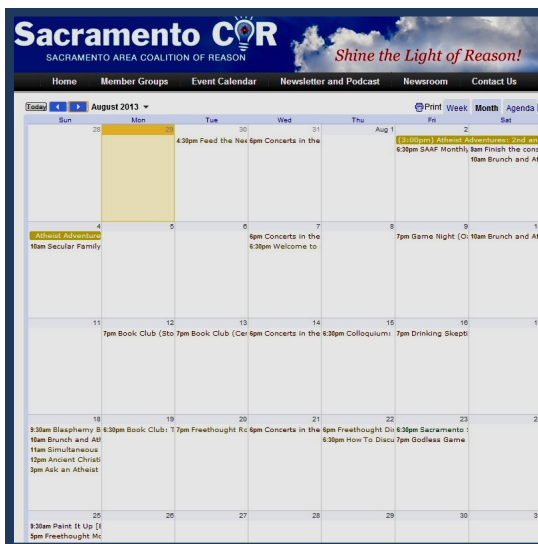 Sacramento COR
SACRAMENTO AREA COALITION OF REASON
Shine the Light of Reason!
Home Member Groups Event Calendar Newsletter and Podcast Newsroom Contact Us
Today August 2013 Print Week Month Agenda
Sun Mon Tue Wed Thu Fri Sat
28 29 30 31 Aug 1 2
4:30pm Feed the Nee 6pm Concerts in the (3:00pm) Atheist Adventures: 2nd an
6:30pm SAAF Monthly 9am Finish the cons
10am Brunch and At
4 5 6 7 8 9 1
Atheist Adventure 6pm Concerts in the 7pm Game Night (O 10am Brunch and At
10am Secular Family 6:30pm Welcome to
11 12 13 14 15 16 1
7pm Book Club (Sto 7pm Book Club (Cer 6pm Concerts in the 6:30pm Colloquium: 7pm Drinking Skepti
18 19 20 21 22 23 2
9:30am Blasphemy B 6:30pm Book Club: T 7pm Freethought Ro 6pm Concerts in the 6pm Freethought Dir 6:30pm Sacramento
10am Brunch and Ath 6:30pm How To Discu 7pm Godless Game
11am Simultaneous
12pm Ancient Christi
3pm Ask an Atheist
25 26 27 28 29 30 3
9:30am Paint It Up [
5pm Freethought Mo